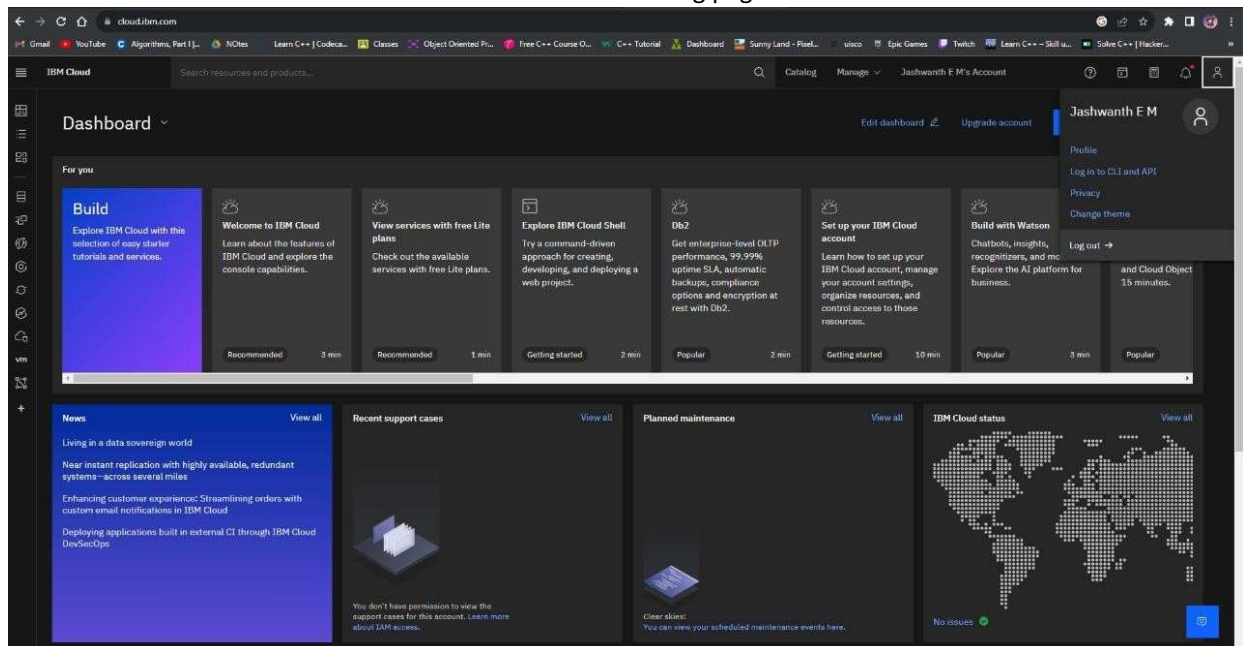 cloud.ibm.com
Gmail
YouTube
Algorithms, Part I |...
NOtes
Learn C++ | Codeca...
Classes
Object Oriented Pr...
Free C++ Course O...
C++ Tutorial
Dashboard
Sunny Land - Pixel...
uisco
Epic Games
Twitch
Learn C++ – Skill u...
Solve C++ | Hacker...
»
IBM Cloud
Search resources and products...
Catalog
Manage
Jashwanth E M's Account
Dashboard
Edit dashboard
Upgrade account
Jashwanth E M
Profile
Log in to CLI and API
Privacy
Change theme
Log out →
For you
Build
Explore IBM Cloud with this
selection of easy starter
tutorials and services.
Welcome to IBM Cloud
Learn about the features of
IBM Cloud and explore the
console capabilities.
Recommended
3 min
View services with free Lite
plans
Check out the available
services with free Lite plans.
Recommended
1 min
Explore IBM Cloud Shell
Try a command-driven
approach for creating,
developing, and deploying a
web project.
Getting started
2 min
Db2
Get enterprise-level OLTP
performance, 99.99%
uptime SLA, automatic
backups, compliance
options and encryption at
rest with Db2.
Popular
2 min
Set up your IBM Cloud
account
Learn how to set up your
IBM Cloud account, manage
your account settings,
organize resources, and
control access to those
resources.
Getting started
10 min
Build with Watson
Chatbots, insights,
recognitizers, and mo
Explore the AI platform for
business.
Popular
3 min
and Cloud Object
15 minutes.
Popular
vm
News
View all
Living in a data sovereign world
Near instant replication with highly available, redundant
systems—across several miles
Enhancing customer experience: Streamlining orders with
custom email notifications in IBM
Cloud
Deploying applications built in external CI through IBM Cloud
DevSecOps
Recent support cases
View all
You don't have permission to view the
support cases for this account. Learn more
about IAM access.
Planned maintenance
View all
Clear skies!
You can view your scheduled maintenance events here.
IBM Cloud status
View all
No issues